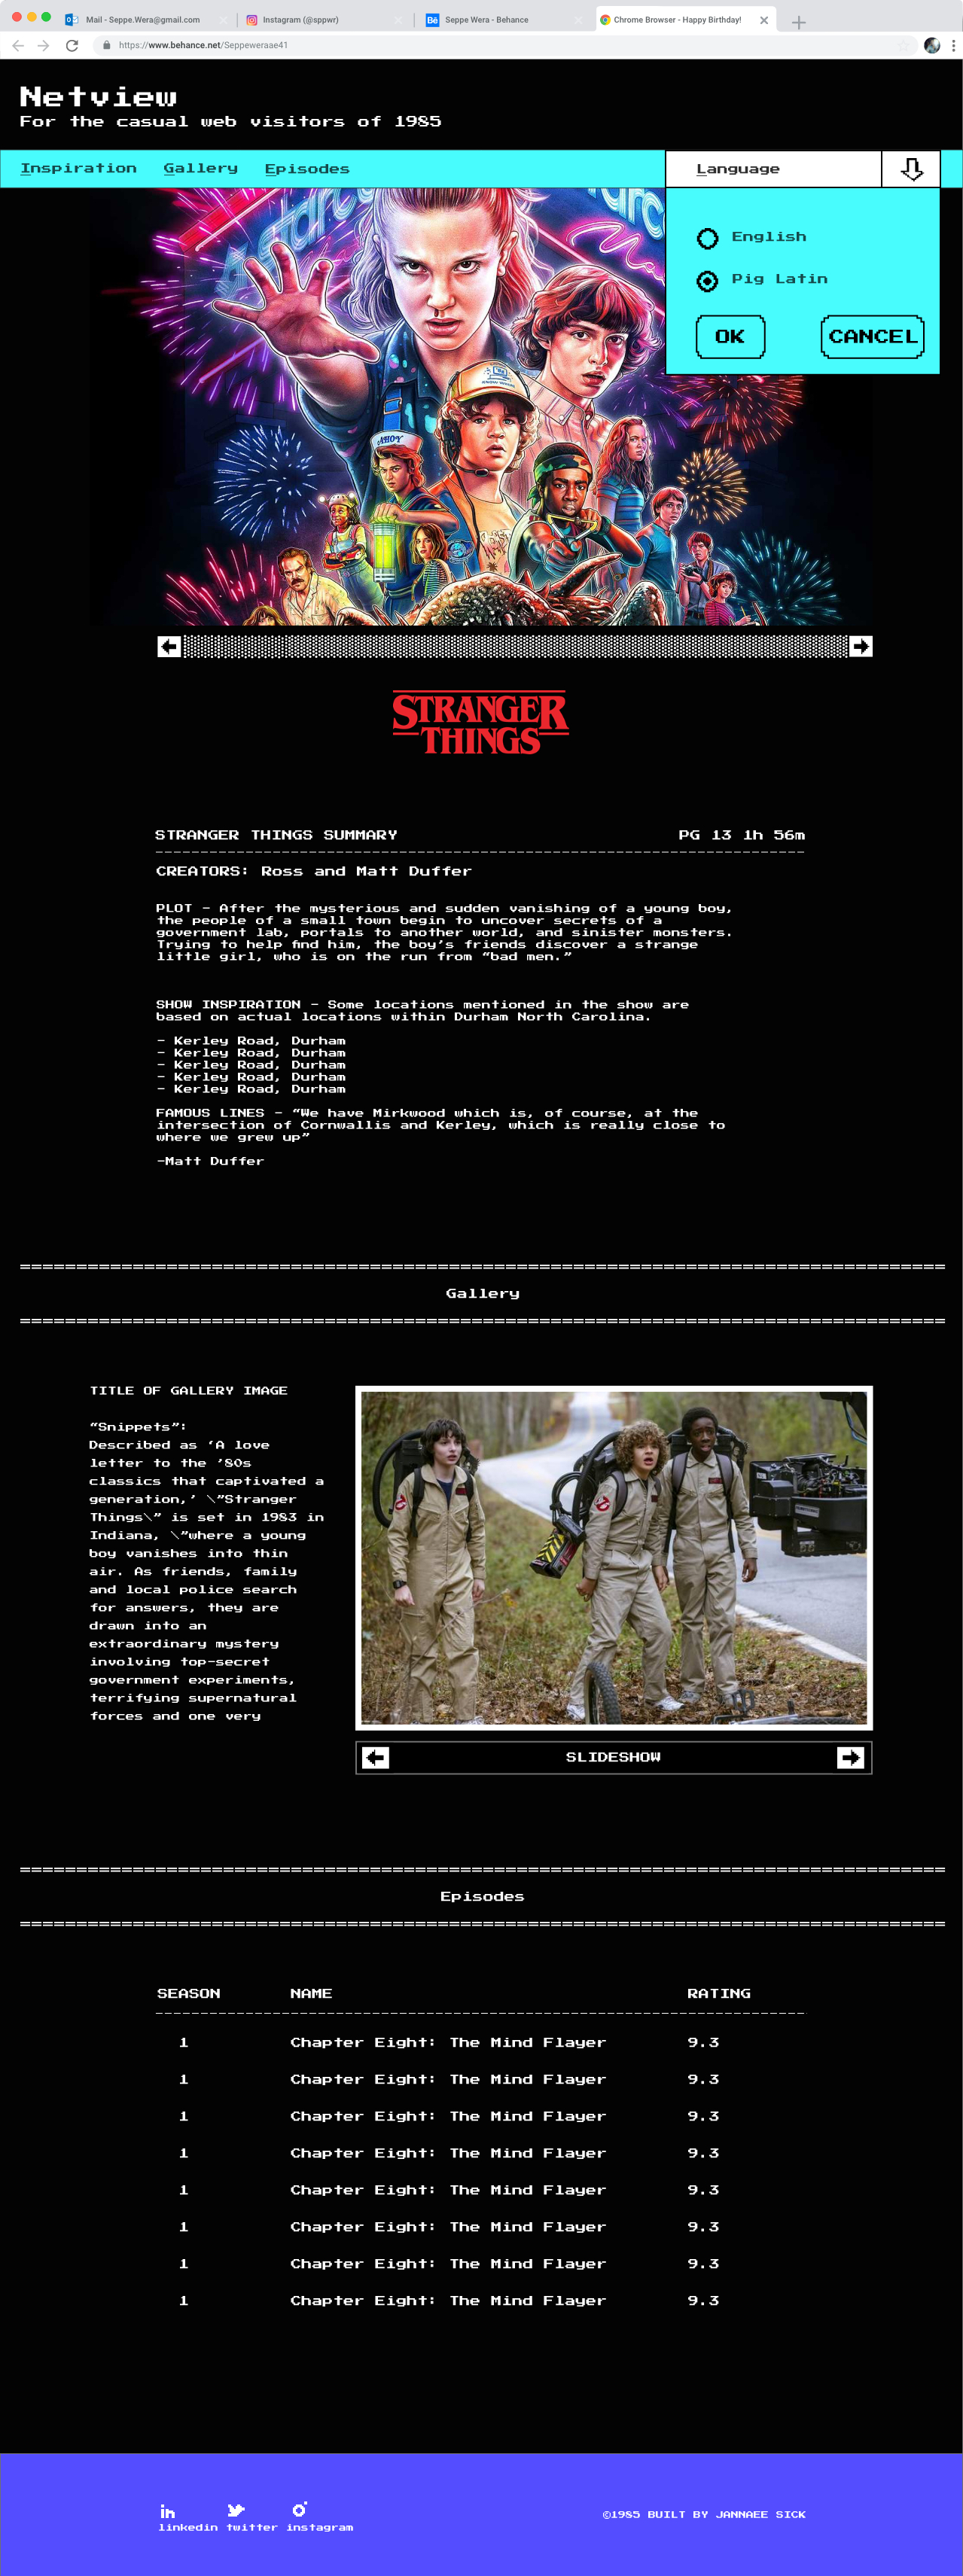 Mail - Seppe.Wera@gmail.com
Instagram (@sppwr)
Seppe Wera - Behance
Chrome Browser - Happy Birthday!
https://www.behance.net/Seppeweraae41
Netview
For the casual web visitors of 1985
Inspiration Gallery Episodes
Language
English
Pig Latin
OK CANCEL
AHOY
STRANGER
THINGS
STRANGER THINGS SUMMARY PG 13 1h 56m
CREATORS: Ross and Matt Duffer
PLOT - After the mysterious and sudden vanishing of a young boy,
the people of a small town begin to uncover secrets of a
government lab, portals to another world, and sinister monsters.
Trying to help find him, the boy’s friends discover a strange
little girl, who is on the run from “bad men.”
SHOW INSPIRATION - Some locations mentioned in the show are
based on actual locations within Durham North Carolina.
- Kerley Road, Durham
- Kerley Road, Durham
- Kerley Road, Durham
- Kerley Road, Durham
- Kerley Road, Durham
FAMOUS LINES - “We have Mirkwood which is, of course, at the
intersection of Cornwallis and Kerley, which is really close to
where we grew up”
-Matt Duffer
Gallery
TITLE OF GALLERY IMAGE
“Snippets”:
Described as ‘A love
letter to the ’80s
classics that captivated a
generation,’ \”Stranger
Things\” is set in 1983 in
Indiana, \”where a young
boy vanishes into thin
air. As friends, family
and local police search
for answers, they are
drawn into an
extraordinary mystery
involving top-secret
government experiments,
terrifying supernatural
forces and one very
SLIDESHOW
Episodes
SEASON NAME RATING
1 Chapter Eight: The Mind Flayer 9.3
1 Chapter Eight: The Mind Flayer 9.3
1 Chapter Eight: The Mind Flayer 9.3
1 Chapter Eight: The Mind Flayer 9.3
1 Chapter Eight: The Mind Flayer 9.3
1 Chapter Eight: The Mind Flayer 9.3
1 Chapter Eight: The Mind Flayer 9.3
1 Chapter Eight: The Mind Flayer 9.3
linkedin twitter instagram
©1985 BUILT BY JANNAEE SICK